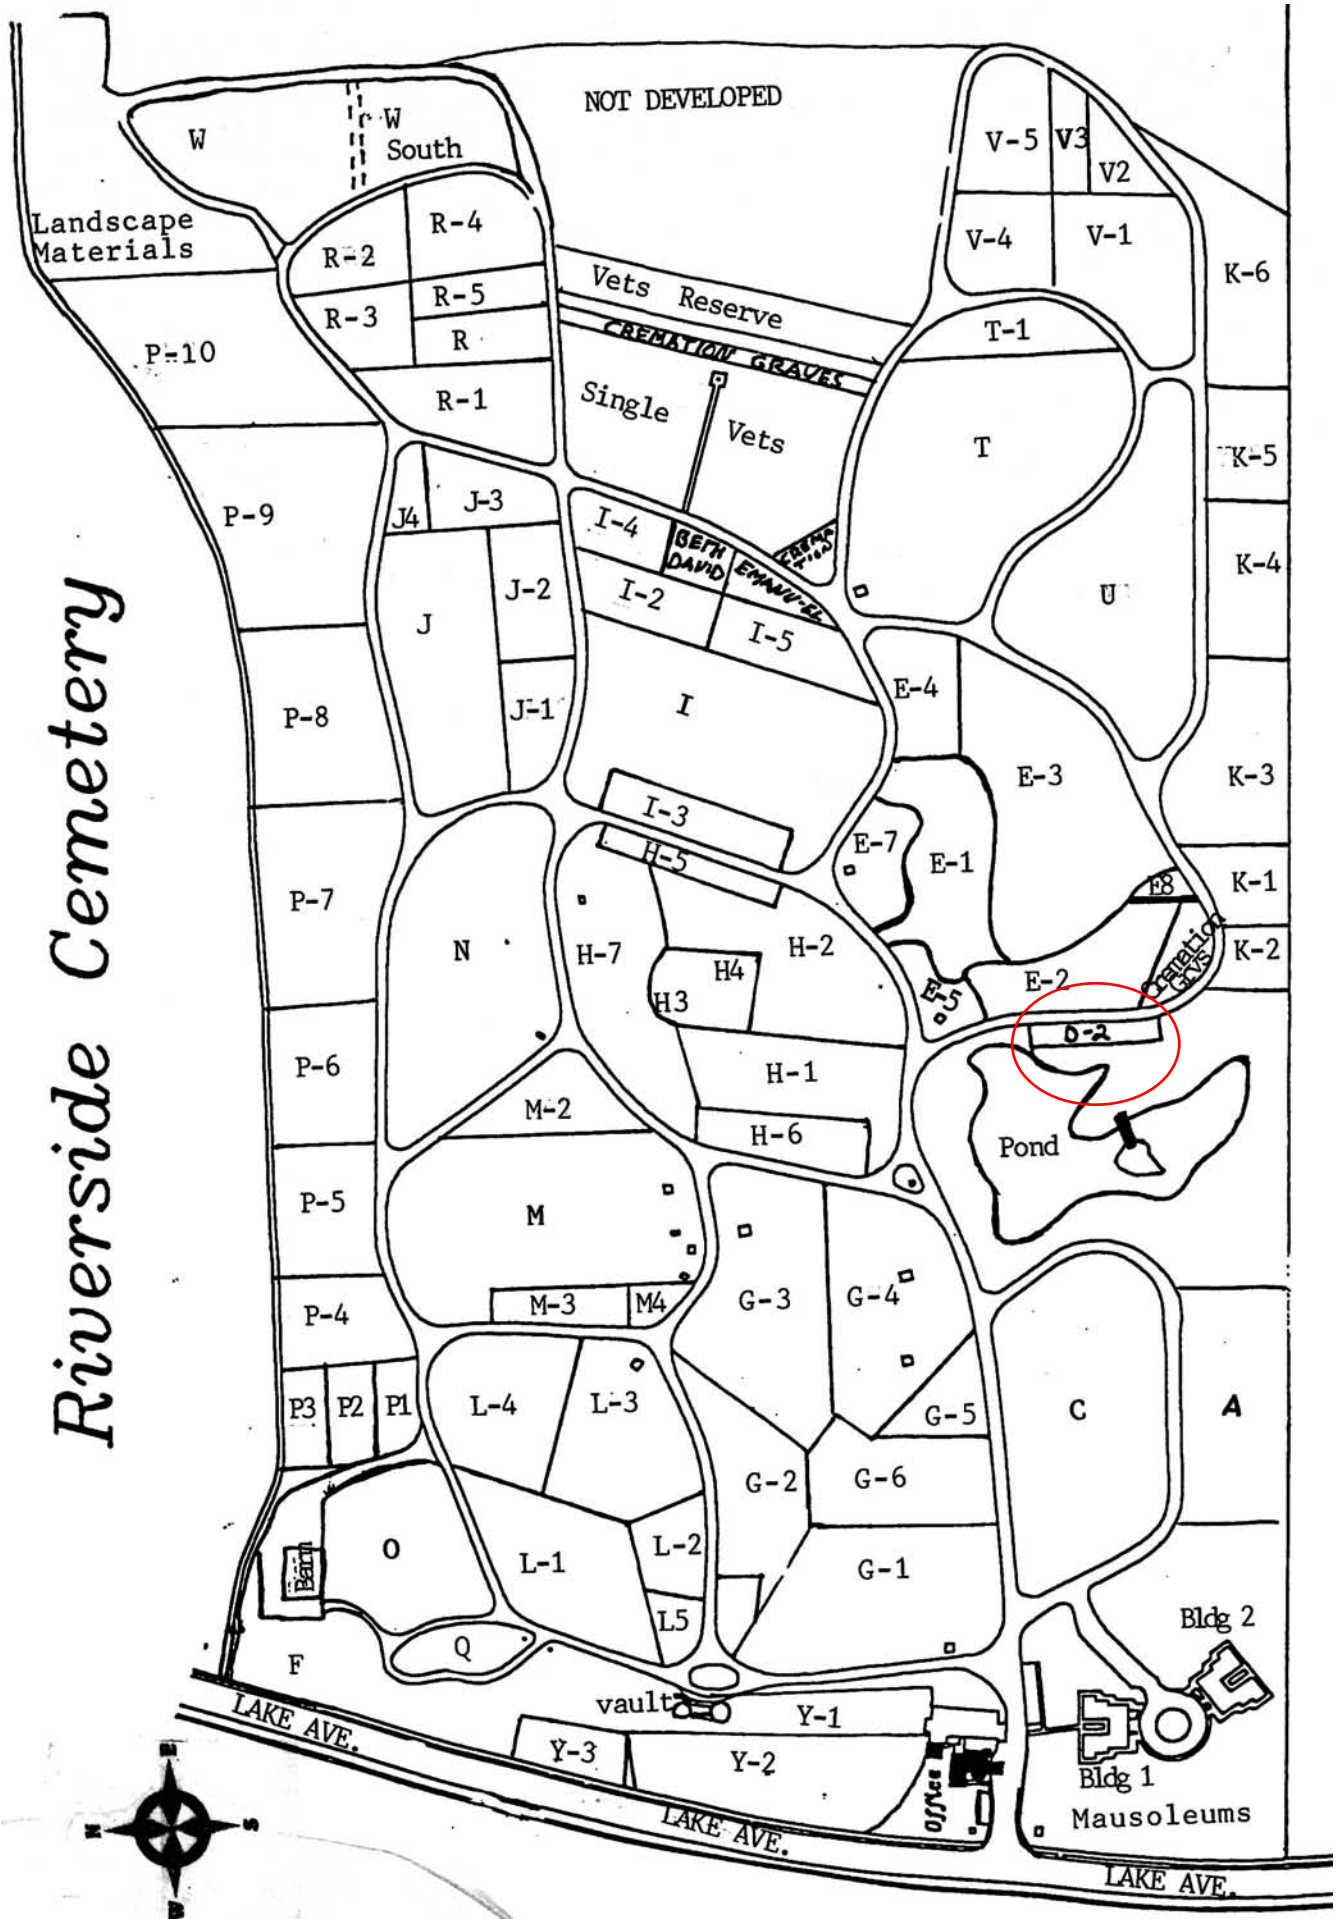 NOT DEVELOPED
W
W
South
V-5
V3
V2
Landscape
Materials
R-4
R-2
V-4
V-1
K-6
R-5
R-3
R
Vets Reserve
CREMATION GRAVES
T-1
P-10
R-1
Single
Vets
T
K-5
P-9
J4
J-3
I-4
BETH
DAVID
EMANU-EL
CREMA
TION
K-4
J-2
I-2
U
J
I-5
E-4
P-8
J-1
I
E-3
K-3
I-3
H-5
E-7
E-1
E8
K-1
P-7
N
H-7
H-2
K-2
Cremation
Grvs
H4
H3
E-5
E-2
D-2
P-6
H-1
M-2
H-6
Pond
P-5
M
P-4
M-3
M4
G-3
G-4
P3
P2
P1
L-4
L-3
G-5
C
A
G-2
G-6
Barn
O
L-1
L-2
G-1
L5
Bldg 2
Q
F
vault
Y-1
LAKE AVE.
Y-3
Y-2
Office
Bldg 1
Mausoleums
LAKE AVE.
LAKE AVE.
Riverside Cemetery
E
N
S
W